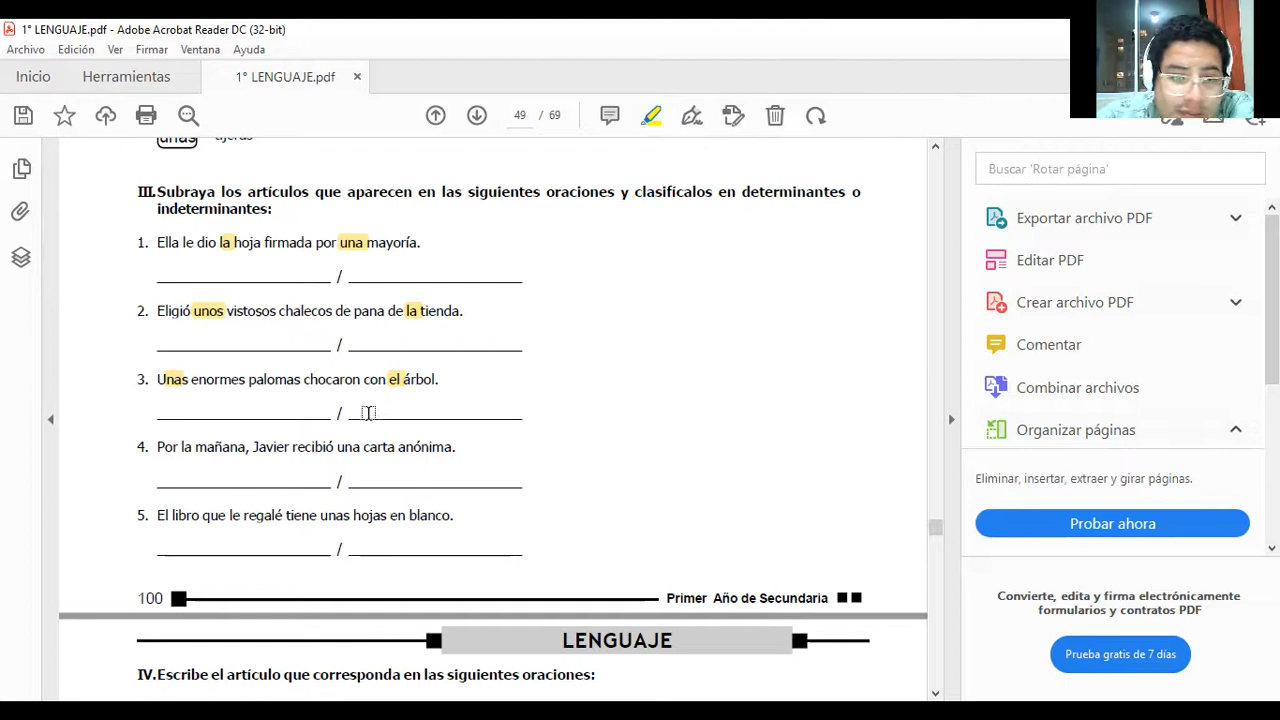 1° LENGUAJE.pdf - Adobe Acrobat Reader DC (32-bit)
Archivo Edición Ver Firmar Ventana Ayuda
Inicio Herramientas 1° LENGUAJE.pdf ×
49 / 69
uñas tijeras
III. Subraya los artículos que aparecen en las siguientes oraciones y clasifícalos en determinantes o
indeterminantes:
1. Ella le dio la hoja firmada por una mayoría.
/
2. Eligió unos vistosos chalecos de pana de la tienda.
/
3. Unas enormes palomas chocaron con el árbol.
/
4. Por la mañana, Javier recibió una carta anónima.
/
5. El libro que le regalé tiene unas hojas en blanco.
/
100 Primer Año de Secundaria
LENGUAJE
IV. Escribe el artículo que corresponda en las siguientes oraciones:
Buscar 'Rotar página'
Exportar archivo PDF
Editar PDF
Crear archivo PDF
Comentar
Combinar archivos
Organizar páginas
Eliminar, insertar, extraer y girar páginas.
Probar ahora
Convierte, edita y firma electrónicamente
formularios y contratos PDF
Prueba gratis de 7 días